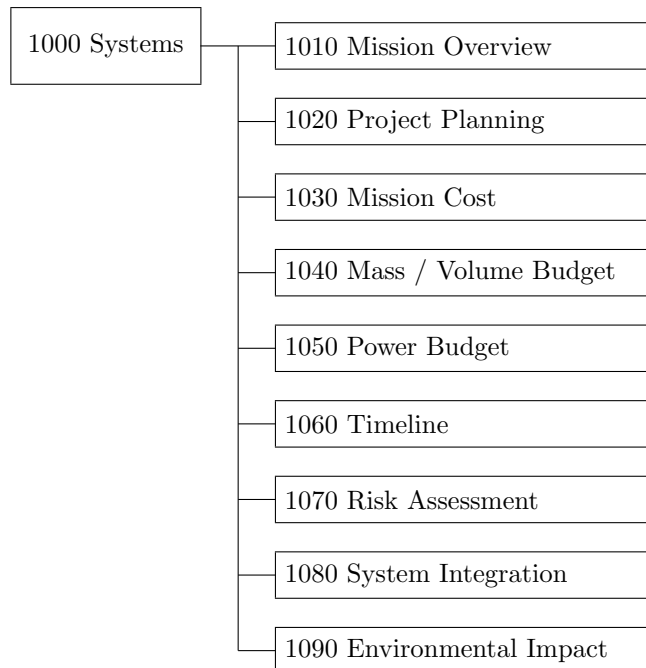 1000 Systems
1010 Mission Overview
1020 Project Planning
1030 Mission Cost
1040 Mass / Volume Budget
1050 Power Budget
1060 Timeline
1070 Risk Assessment
1080 System Integration
1090 Environmental Impact